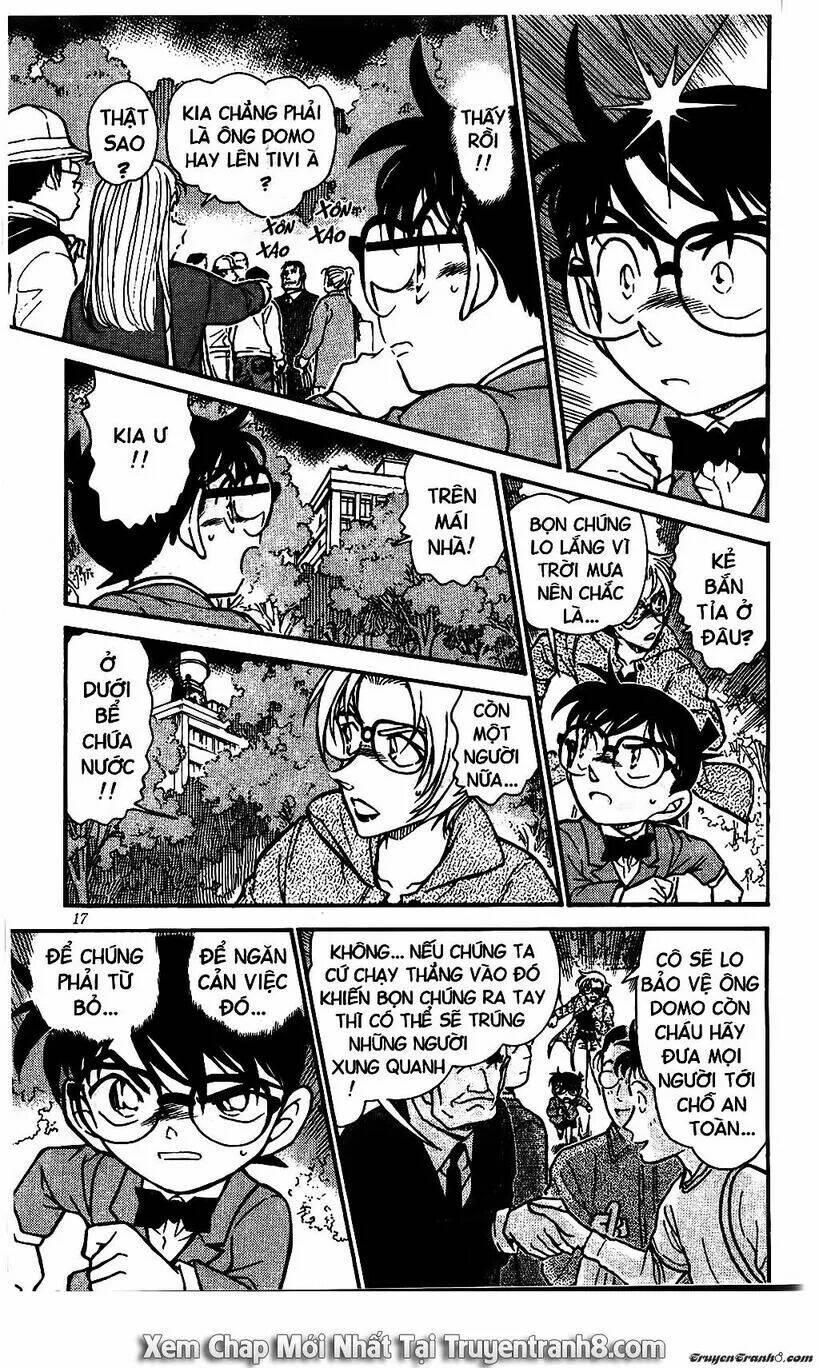 THẬT
SAO
?
KIA CHẲNG PHẢI
LÀ ÔNG DOMO
HAY LÊN TIVI À
?
XÔN
XAO
XÔN
XAO
THẤY
RỒI
!!
KIA Ư
!!
TRÊN
MÁI
NHÀ!
BỌN CHÚNG
LO LẮNG VÌ
TRỜI MƯA
NÊN CHẮC
LÀ...
KẺ
BẮN
TỈA Ở
ĐÂU?
Ở
DƯỚI
BỂ
CHỨA
NƯỚC
!!
CÒN
MỘT
NGƯỜI
NỮA...
17
ĐỂ CHÚNG
PHẢI TỪ
BỎ...
ĐỂ NGĂN
CẢN VIỆC
ĐÓ...
KHÔNG... NẾU CHÚNG TA
CỨ CHẠY THẲNG VÀO ĐÓ
KHIẾN BỌN CHÚNG RA TAY
THÌ CÓ THỂ SẼ TRÚNG
NHỮNG NGƯỜI
XUNG QUANH
!
CÔ SẼ LO
BẢO VỆ ÔNG
DOMO CÒN
CHÁU HÃY
ĐƯA MỌI
NGƯỜI TỚI
CHỖ AN
TOÀN...
Xem Chap Mới Nhất Tại Truyentranh8.com
TruyenTranh8.com